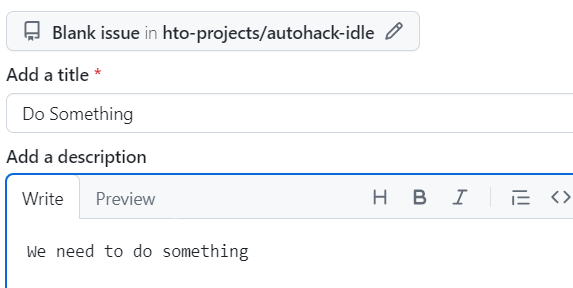 Blank issue in hto-projects/autohack-idle
Add a title *
Do Something
Add a description
Write Preview H B I <>
We need to do something